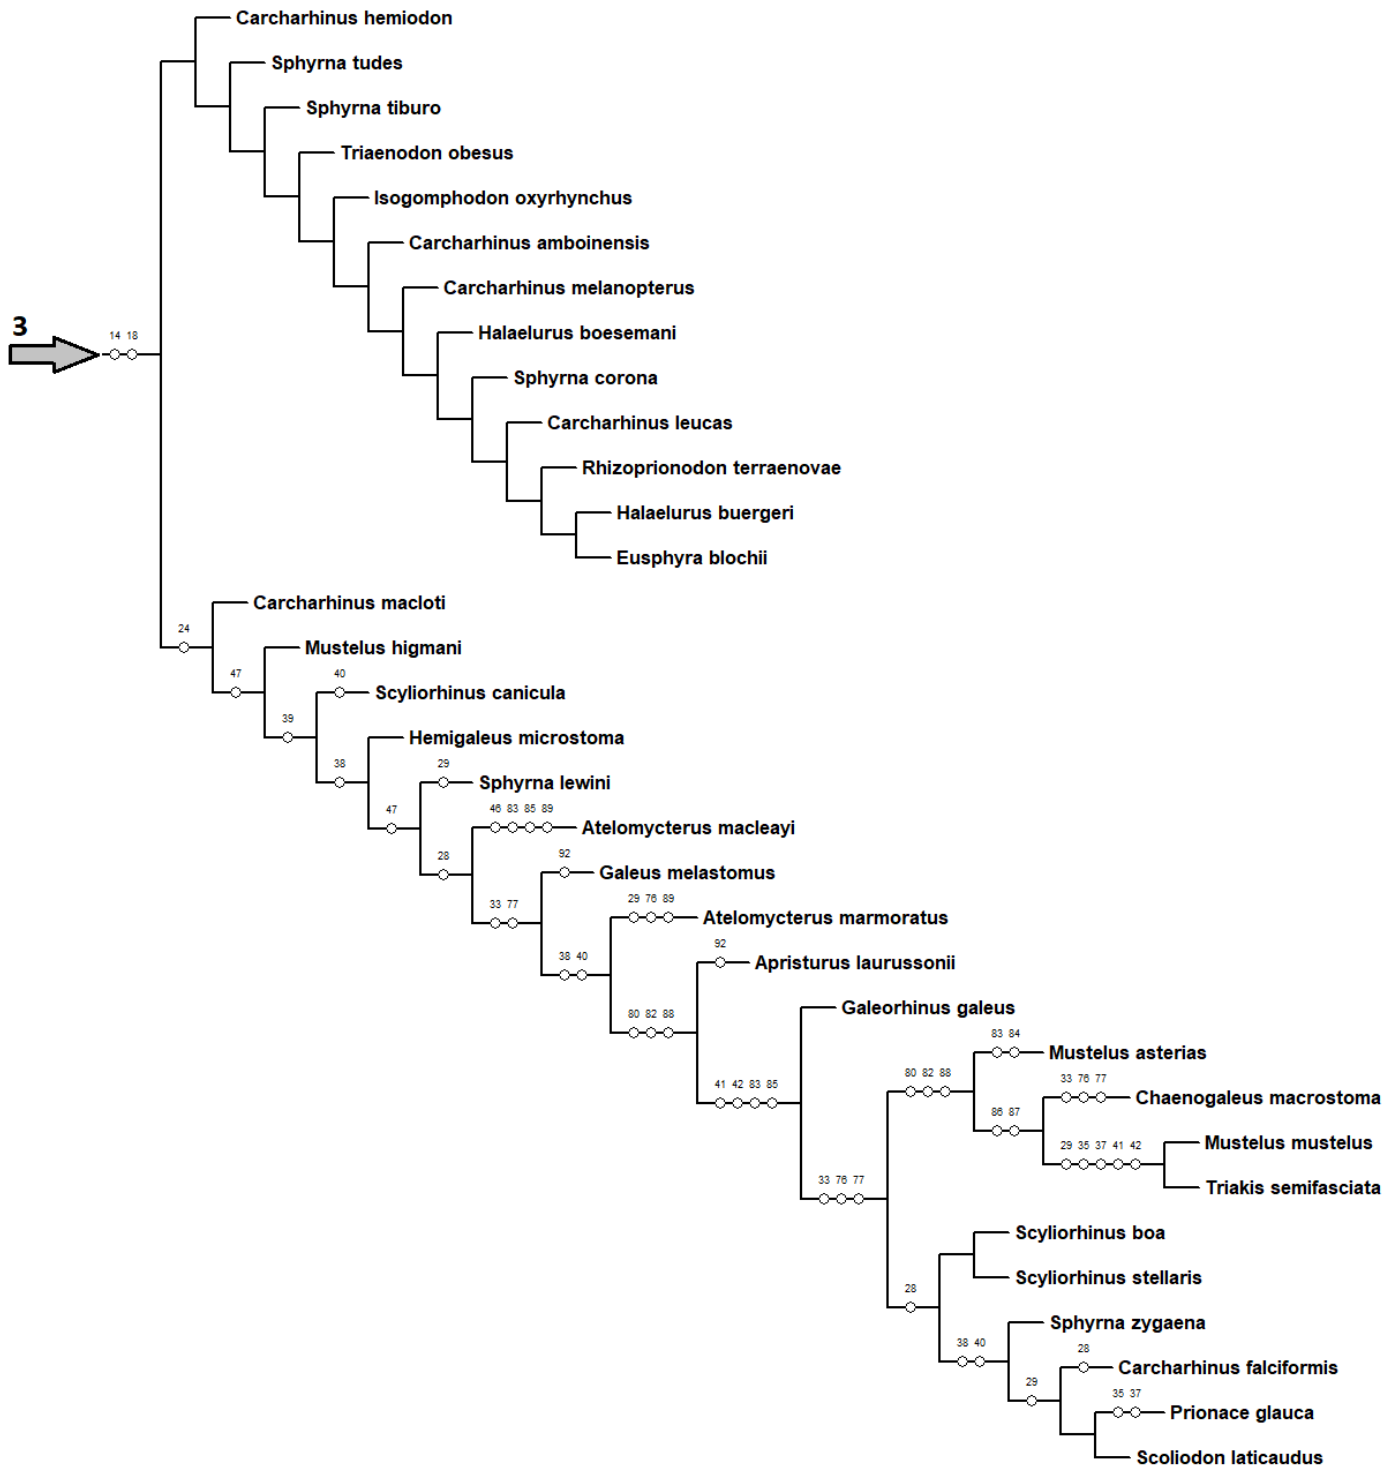 Carcharhinus hemiodon
Sphyrna tudes
Sphyrna tiburo
Triaenodon obesus
Isogomphodon oxyrhynchus
Carcharhinus amboinensis
Carcharhinus melanopterus
3
14 18
Halaelurus boesemani
Sphyrna corona
Carcharhinus leucas
Rhizoprionodon terraenovae
Halaelurus buergeri
Eusphyra blochii
Carcharhinus macloti
24
Mustelus higmani
47
40
Scyliorhinus canicula
39
Hemigaleus microstoma
38
29
Sphyrna lewini
47
46 83 85 89
Atelomycterus macleayi
28
92
Galeus melastomus
33 77
29 76 89
Atelomycterus marmoratus
38 40
92
Apristurus laurussonii
80 82 88
Galeorhinus galeus
83 84
Mustelus asterias
41 42 83 85
80 82 88
33 76 77
Chaenogaleus macrostoma
86 87
29 35 37 41 42
Mustelus mustelus
33 76 77
Triakis semifasciata
Scyliorhinus boa
Scyliorhinus stellaris
28
Sphyrna zygaena
38 40
28
Carcharhinus falciformis
29
35 37
Prionace glauca
Scoliodon laticaudus